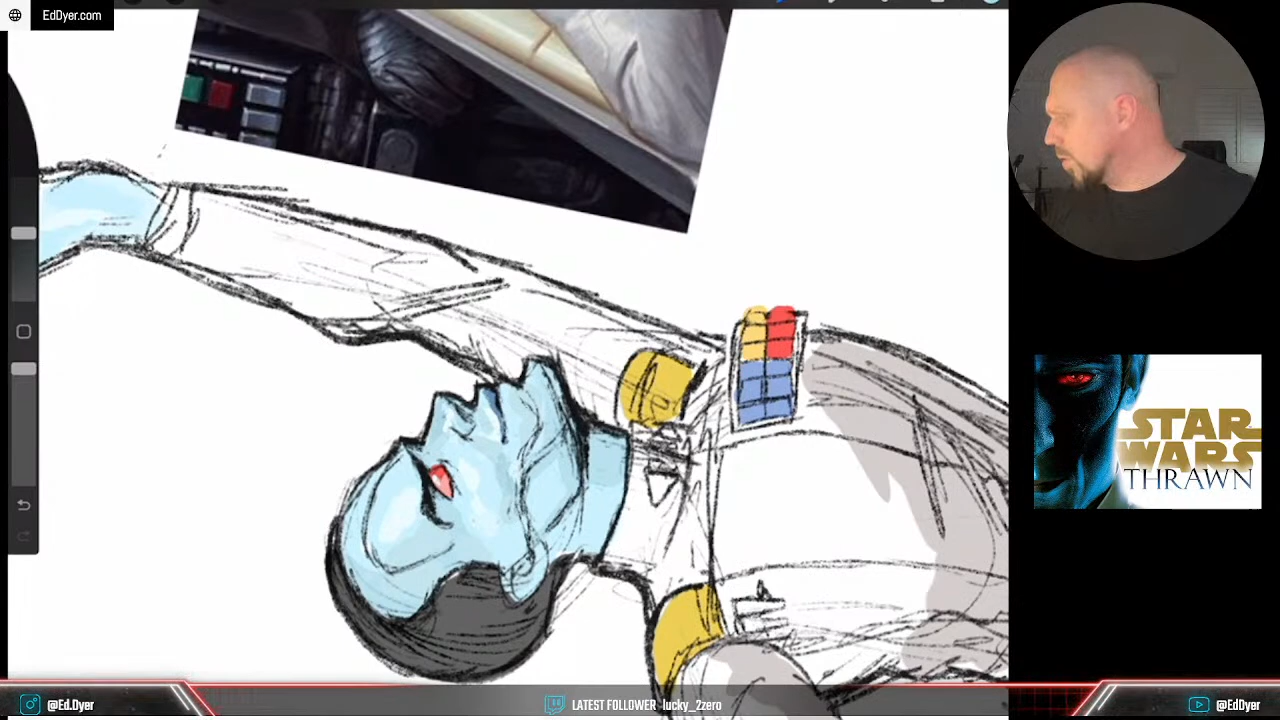 EdDyer.com
STAR
WARS
THRAWN
@Ed.Dyer
LATEST FOLLOWER lucky_2zero
@EdDyer